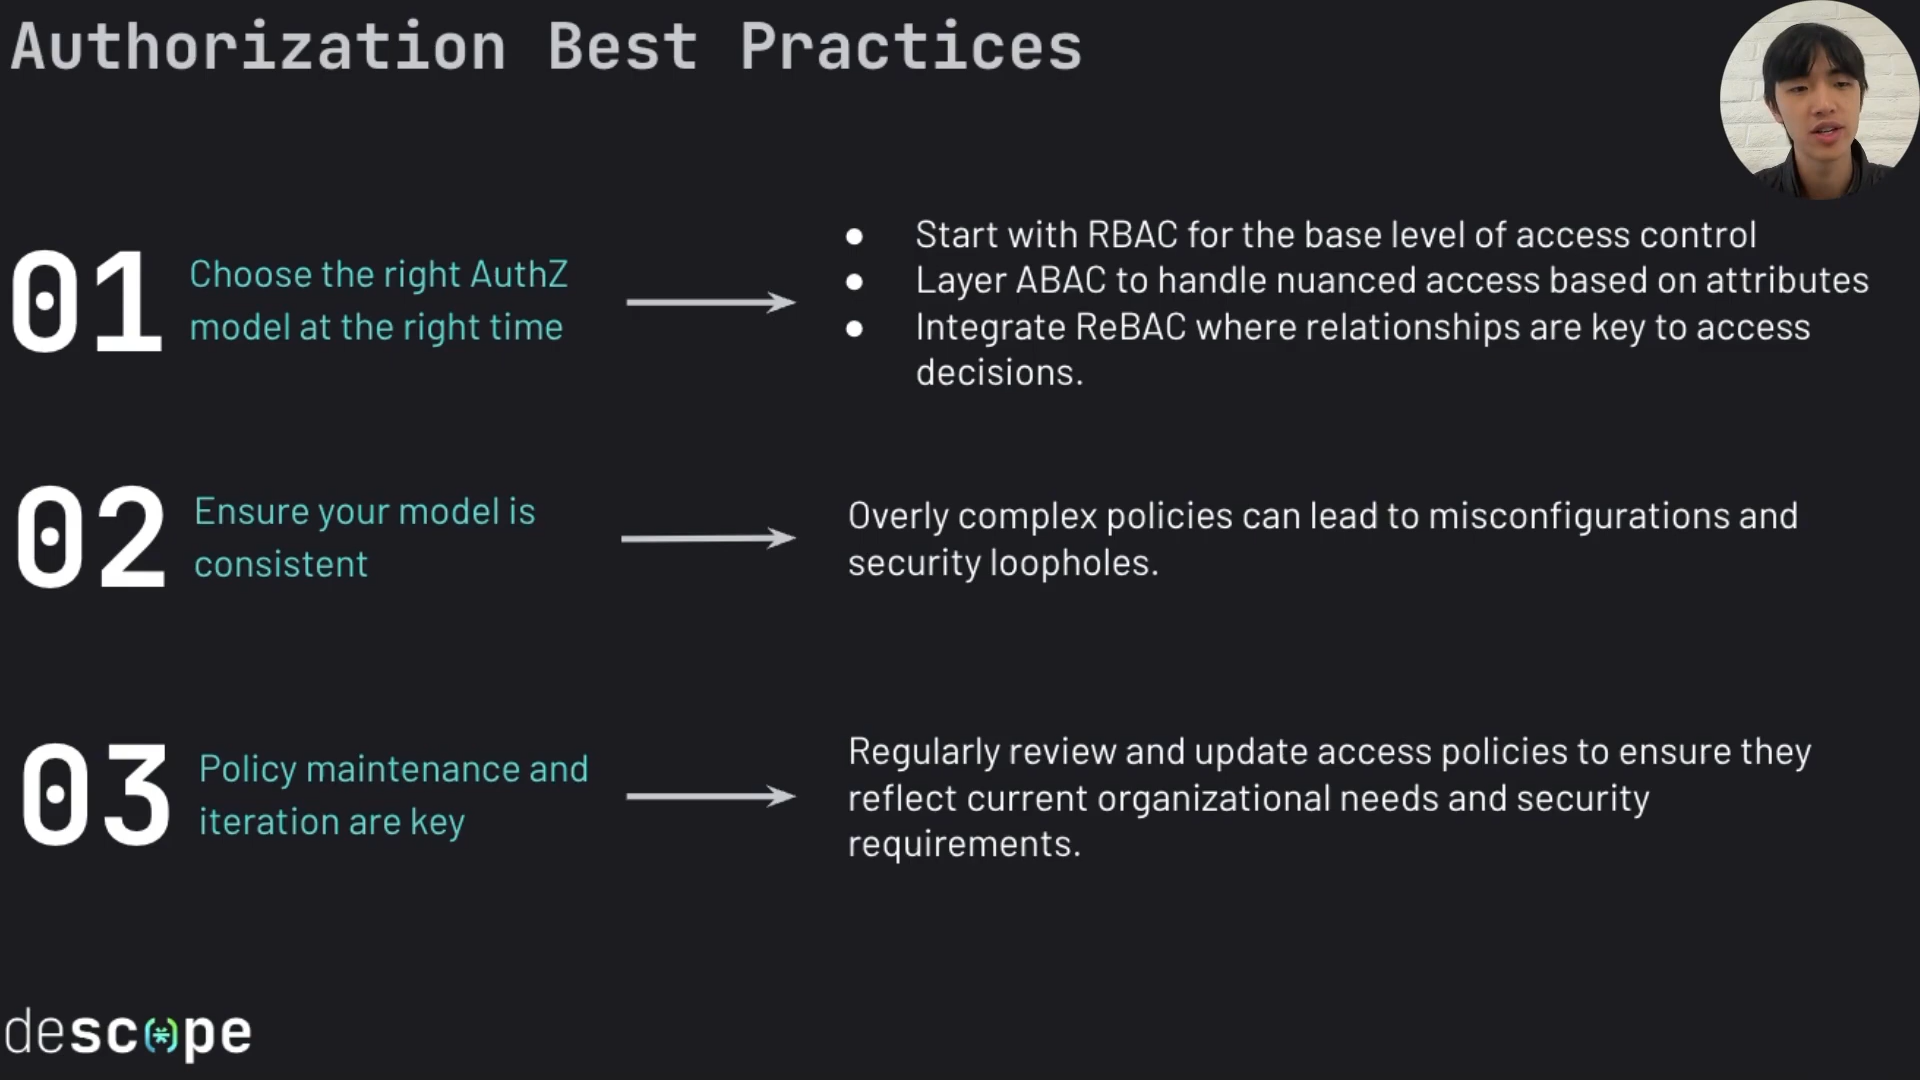 Authorization Best Practices
01
Choose the right AuthZ
model at the right time
● Start with RBAC for the base level of access control
● Layer ABAC to handle nuanced access based on attributes
● Integrate ReBAC where relationships are key to access
decisions.
02
Ensure your model is
consistent
Overly complex policies can lead to misconfigurations and
security loopholes.
03
Policy maintenance and
iteration are key
Regularly review and update access policies to ensure they
reflect current organizational needs and security
requirements.
descope